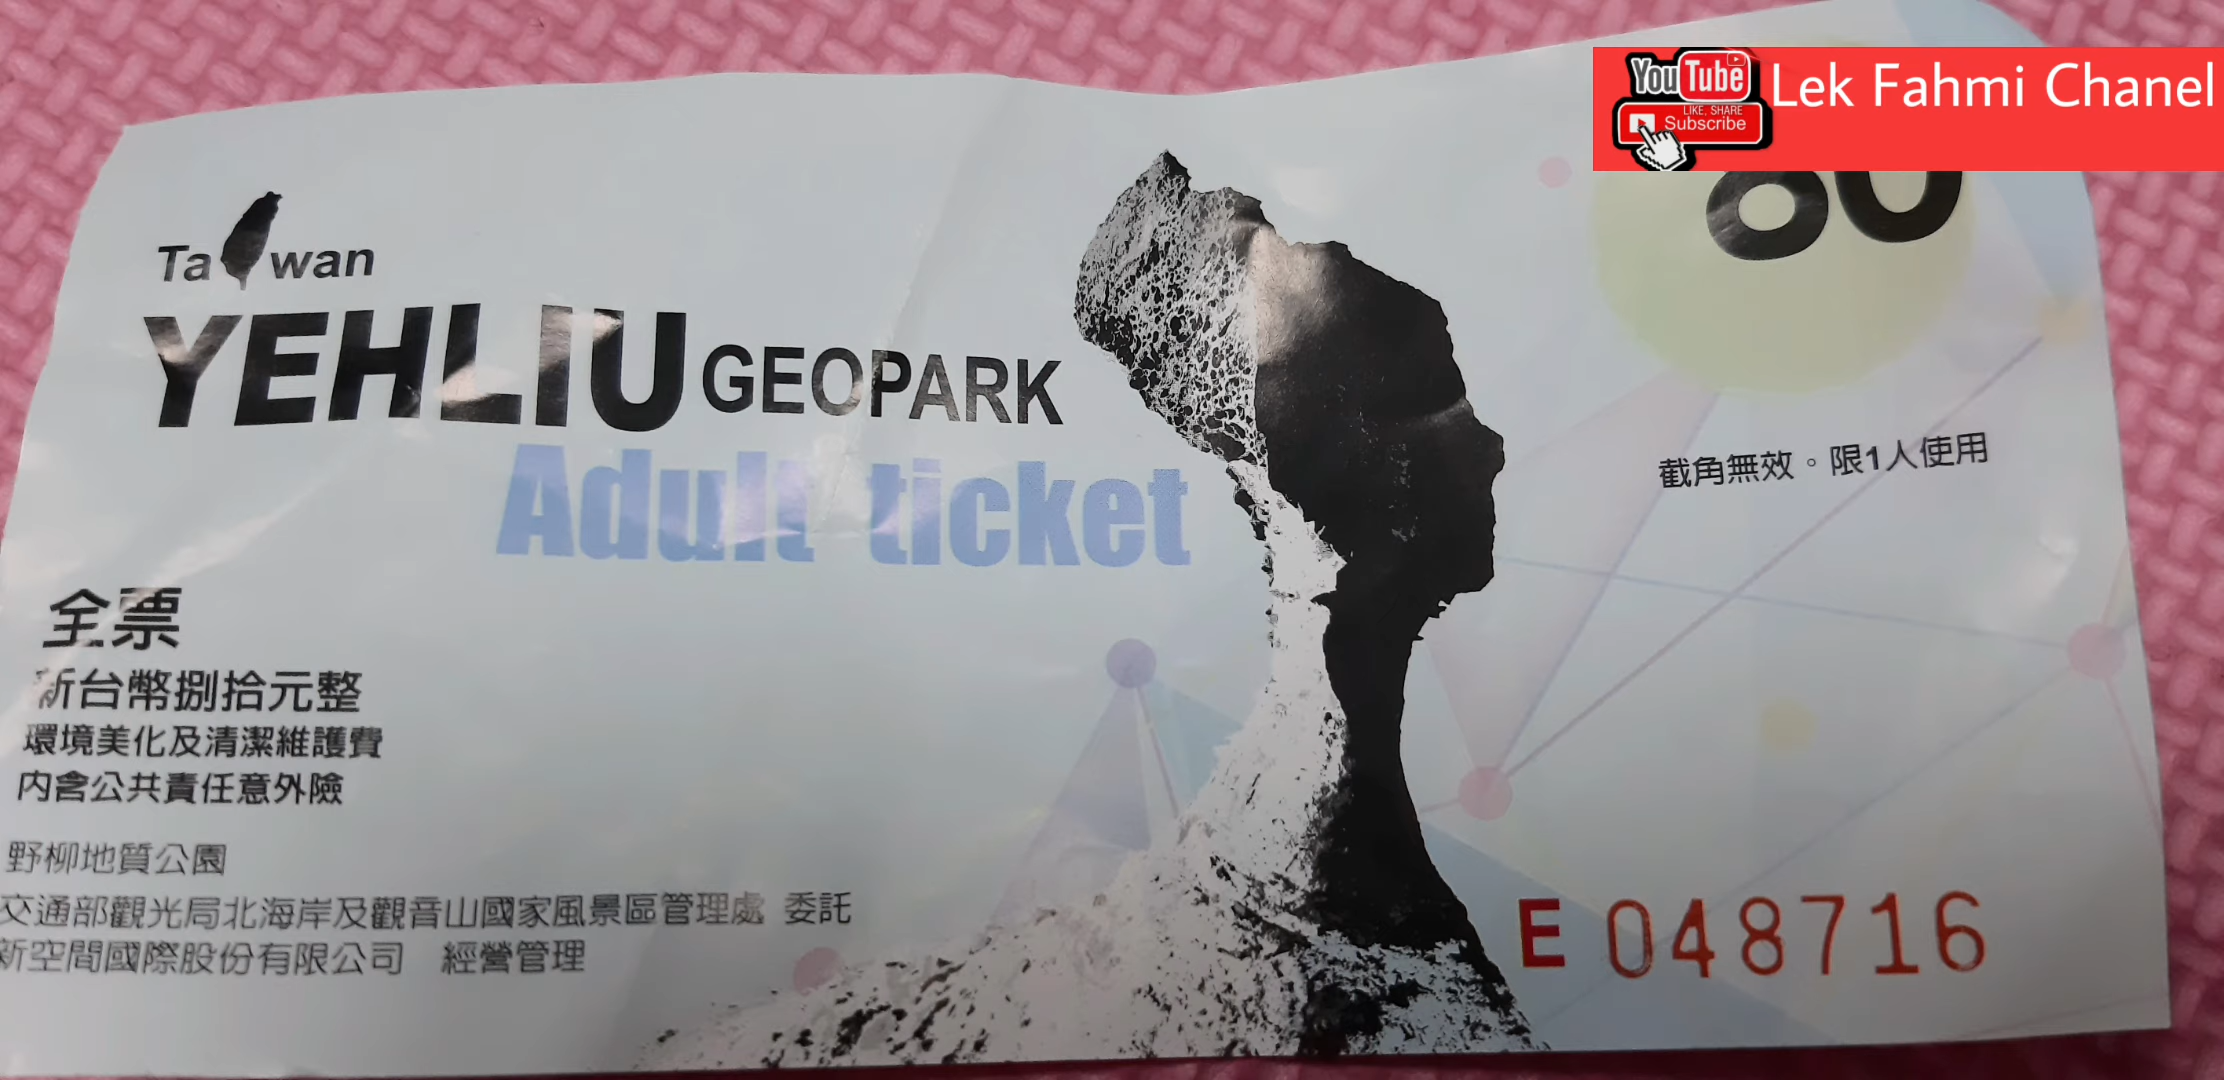 YouTube
LIKE, SHARE
Subscribe
Lek Fahmi Chanel
Taiwan
YEHLIU GEOPARK
Adult ticket
截角無效。限1人使用
全票
新台幣捌拾元整
環境美化及清潔維護費
內含公共責任意外險
野柳地質公園
交通部觀光局北海岸及觀音山國家風景區管理處 委託
新空間國際股份有限公司 經營管理
E 048716